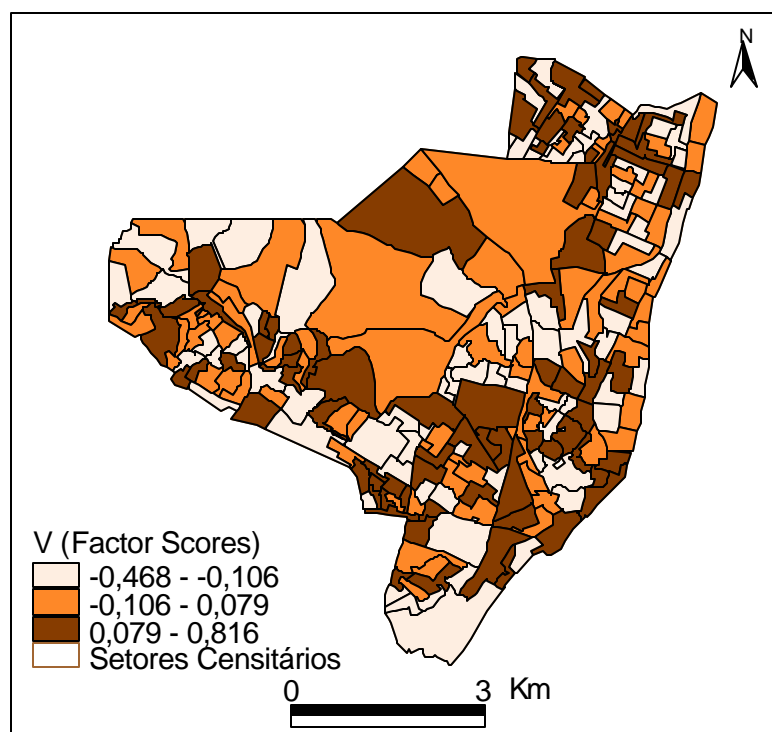 N
V (Factor Scores)
-0,468 - -0,106
-0,106 - 0,079
0,079 - 0,816
Setores Censitários
0 3 Km